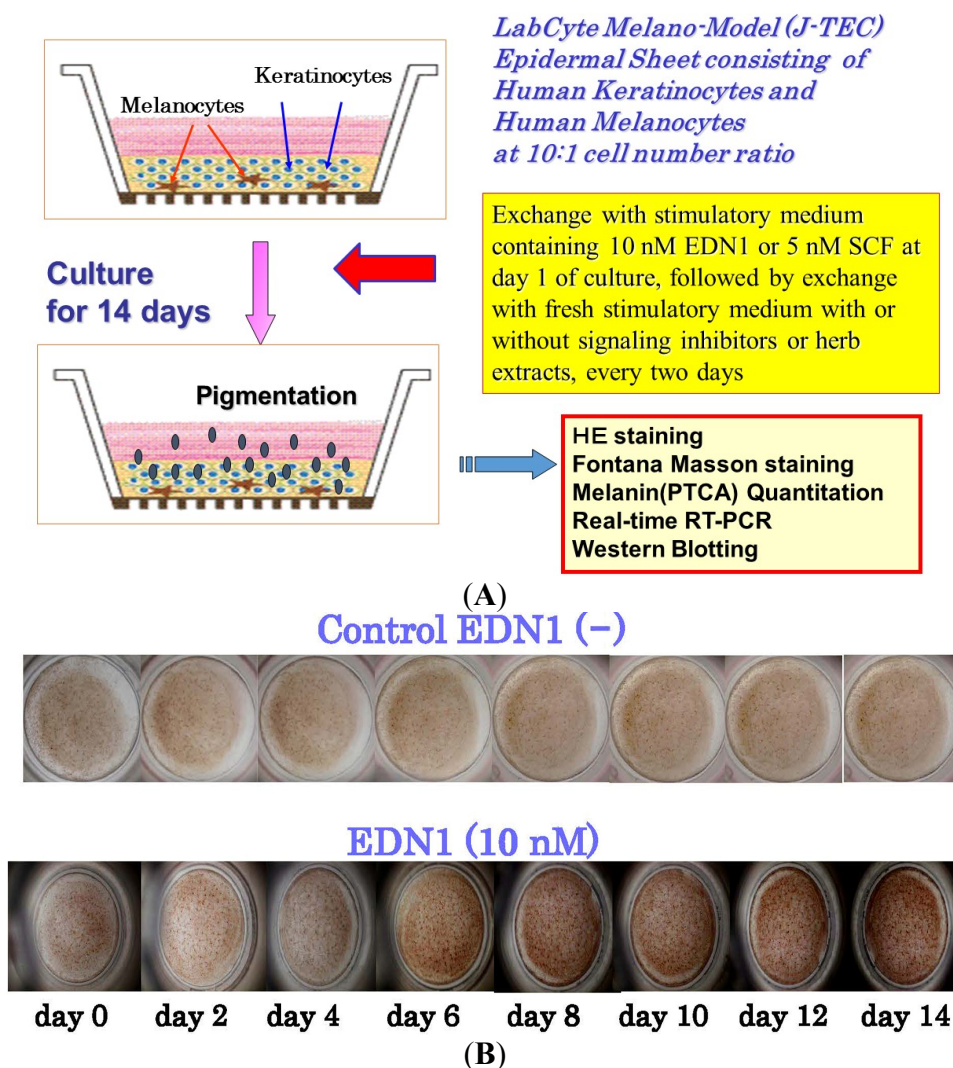 LabCyte Melano-Model (J-TEC)
Epidermal Sheet consisting of
Human Keratinocytes and
Human Melanocytes
at 10:1 cell number ratio
Keratinocytes
Melanocytes
Exchange with stimulatory medium
containing 10 nM EDN1 or 5 nM SCF at
day 1 of culture, followed by exchange
with fresh stimulatory medium with or
without signaling inhibitors or herb
extracts, every two days
Culture
for 14 days
Pigmentation
HE staining
Fontana Masson staining
Melanin(PTCA) Quantitation
Real-time RT-PCR
Western Blotting
(A)
Control EDN1 (−)
EDN1 (10 nM)
day 0 day 2 day 4 day 6 day 8 day 10 day 12 day 14
(B)